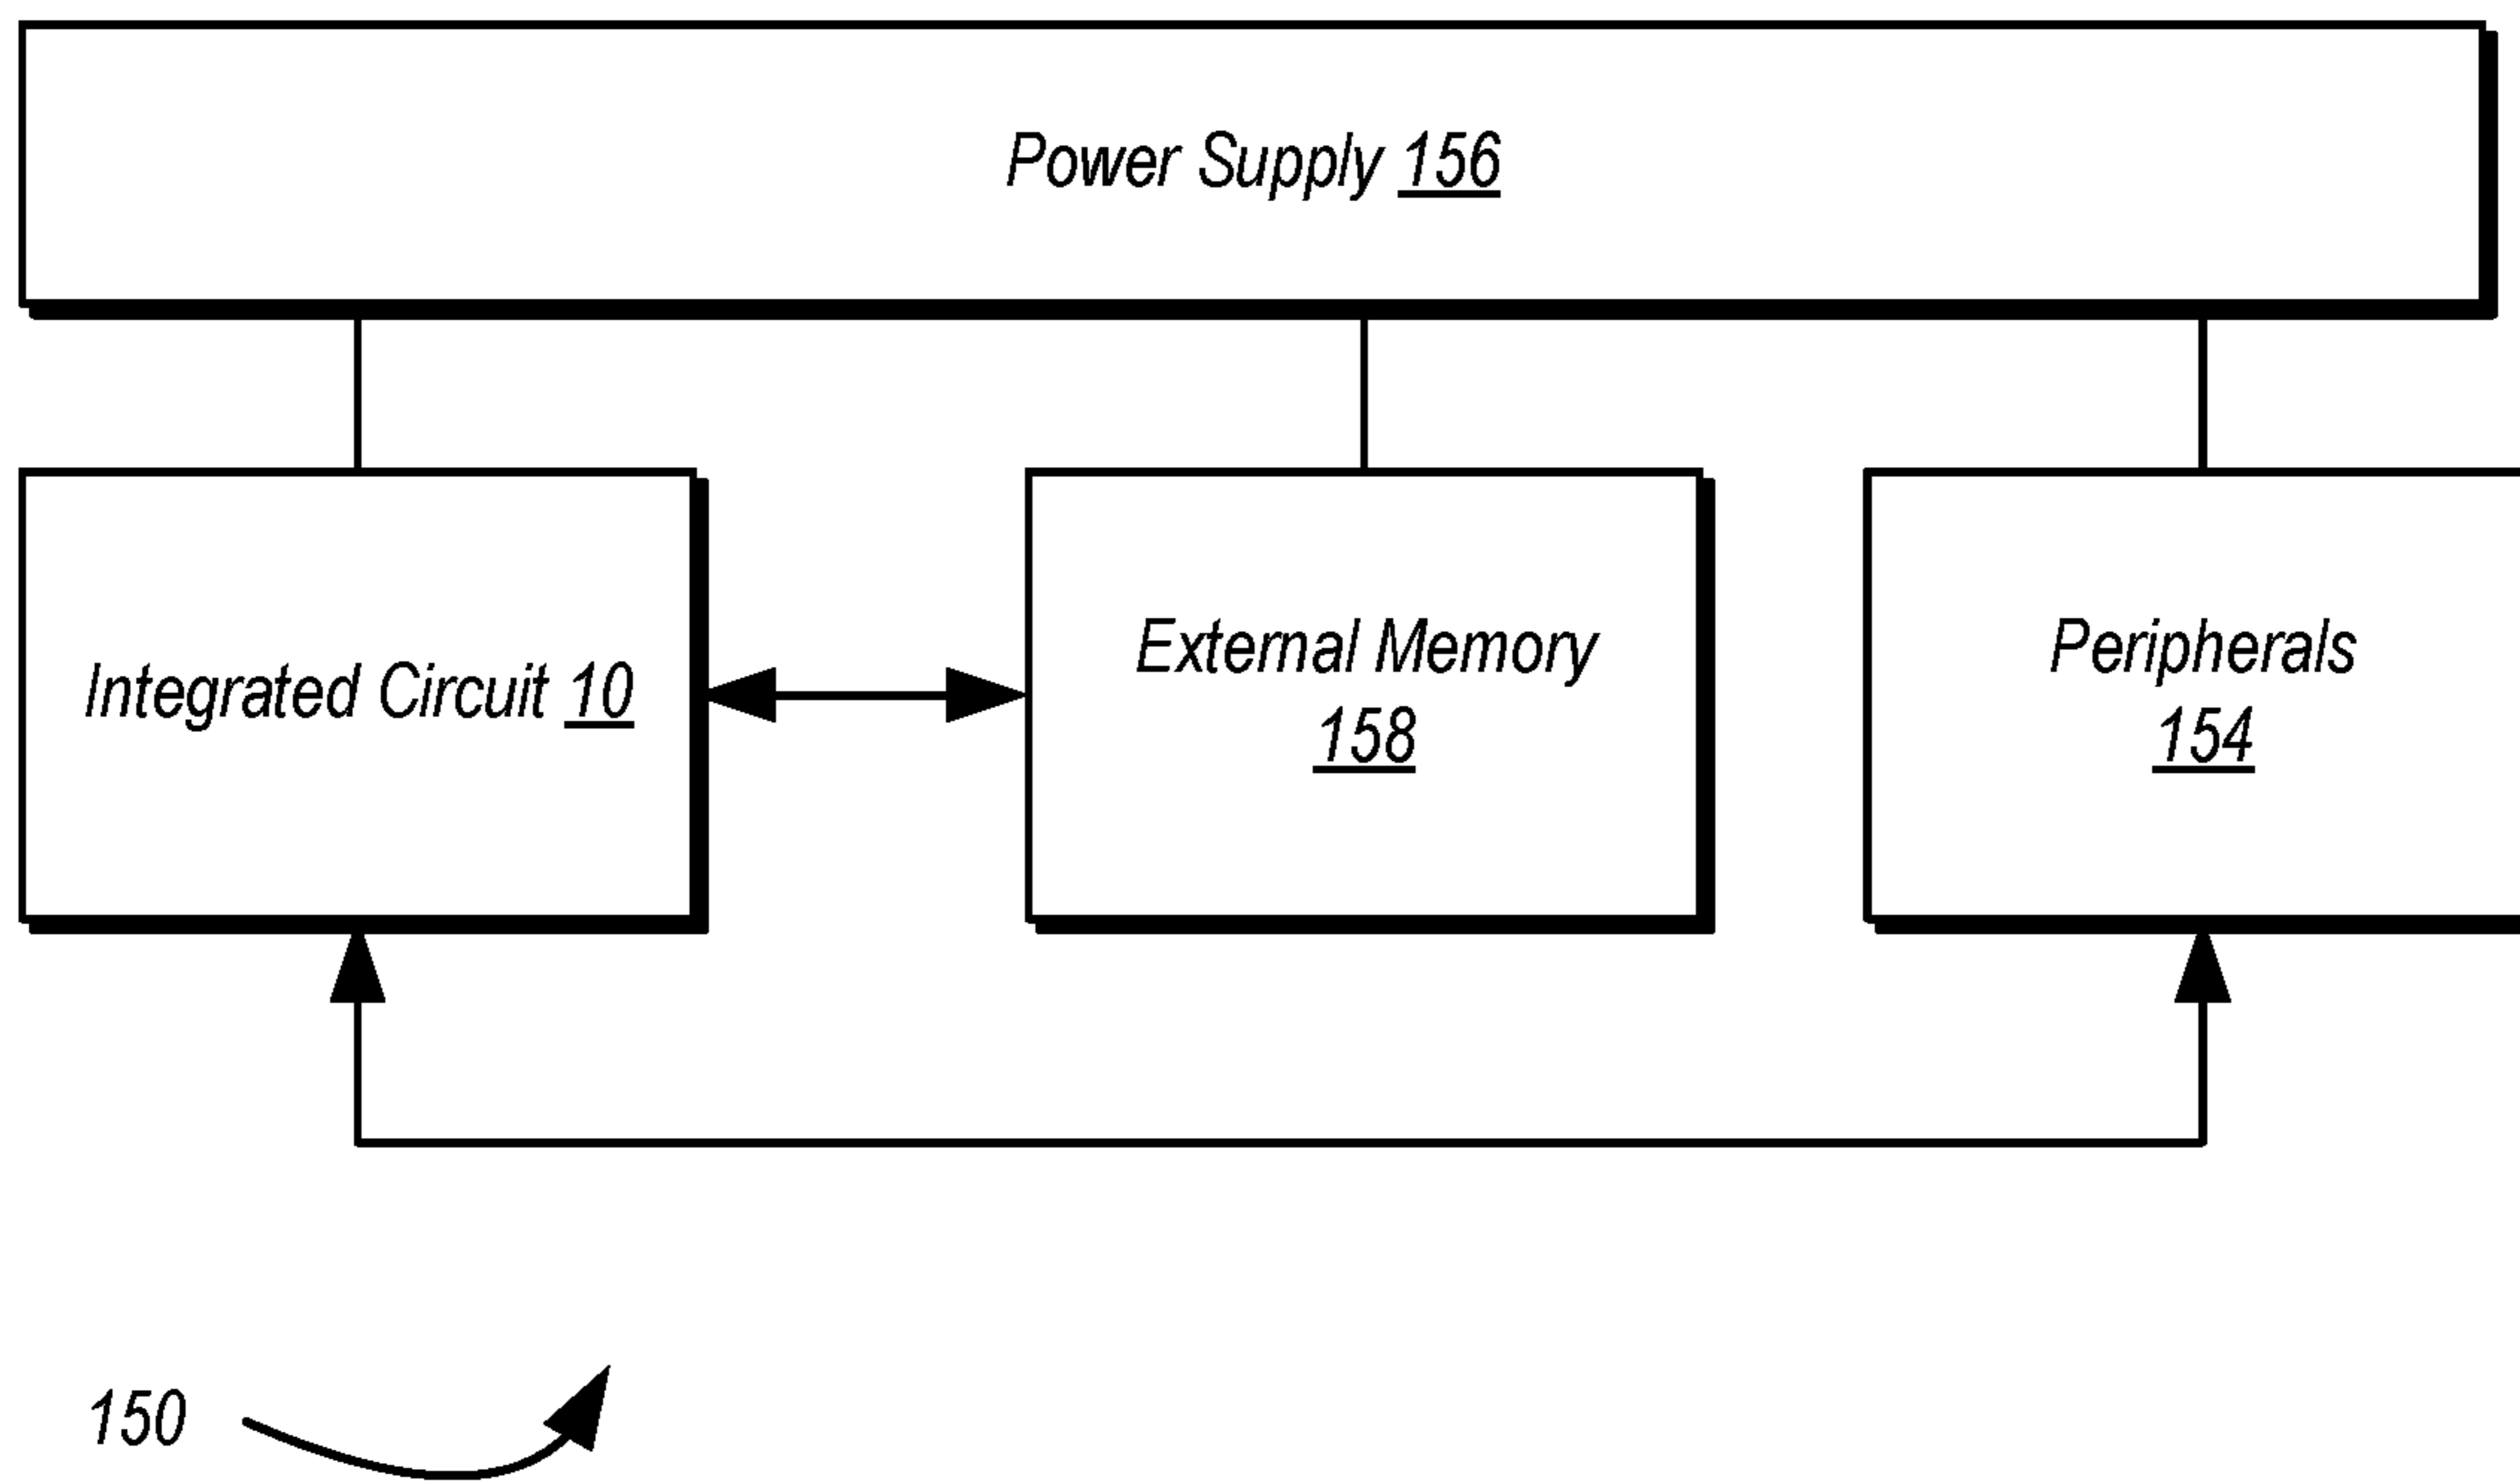 Power Supply 156
Integrated Circuit 10
External Memory
158
Peripherals
154
150